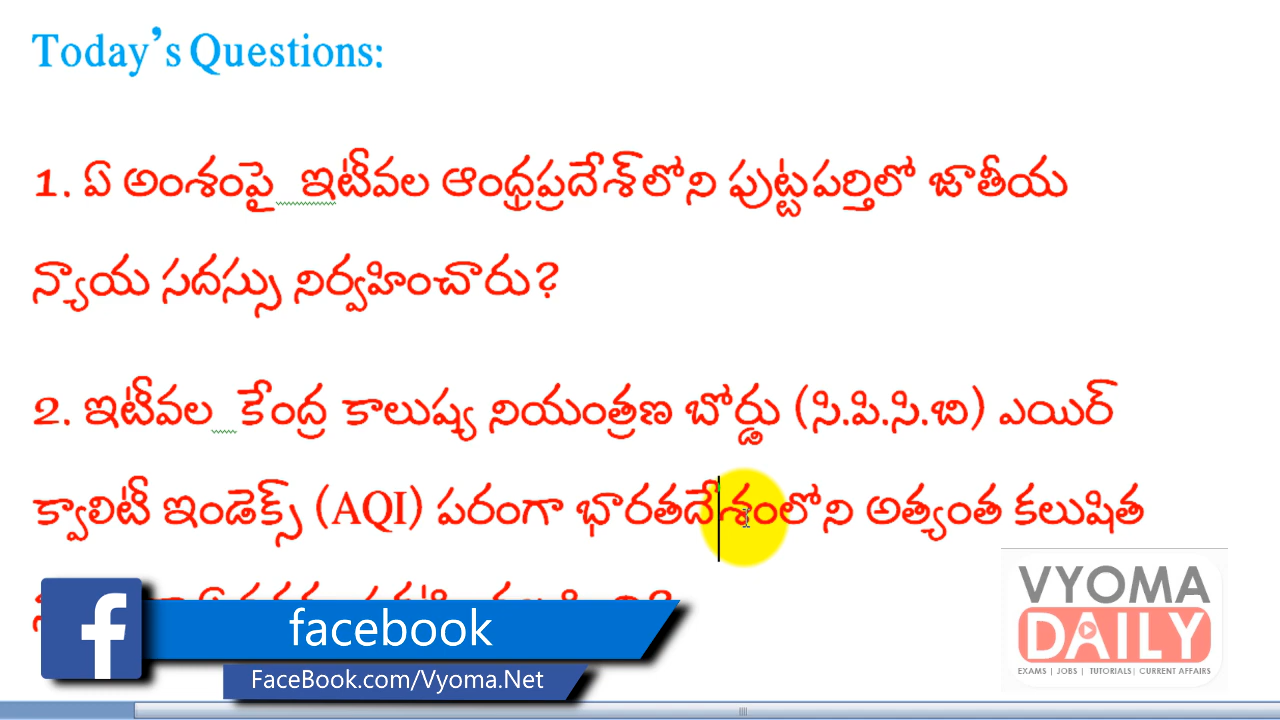 Today's Questions:
1. ఏ అంశంపై ఇటీవల ఆంధ్రప్రదేశ్‌లోని పుట్టపర్తిలో జాతీయ
న్యాయ సదస్సు నిర్వహించారు?
2. ఇటీవల కేంద్ర కాలుష్య నియంత్రణ బోర్డు (సి.పి.సి.బి) ఎయిర్
క్వాలిటీ ఇండెక్స్ (AQI) పరంగా భారతదేశంలోని అత్యంత కలుషిత
facebook
FaceBook.com/Vyoma.Net
VYOMA
DAILY
EXAMS | JOBS | TUTORIALS | CURRENT AFFAIRS